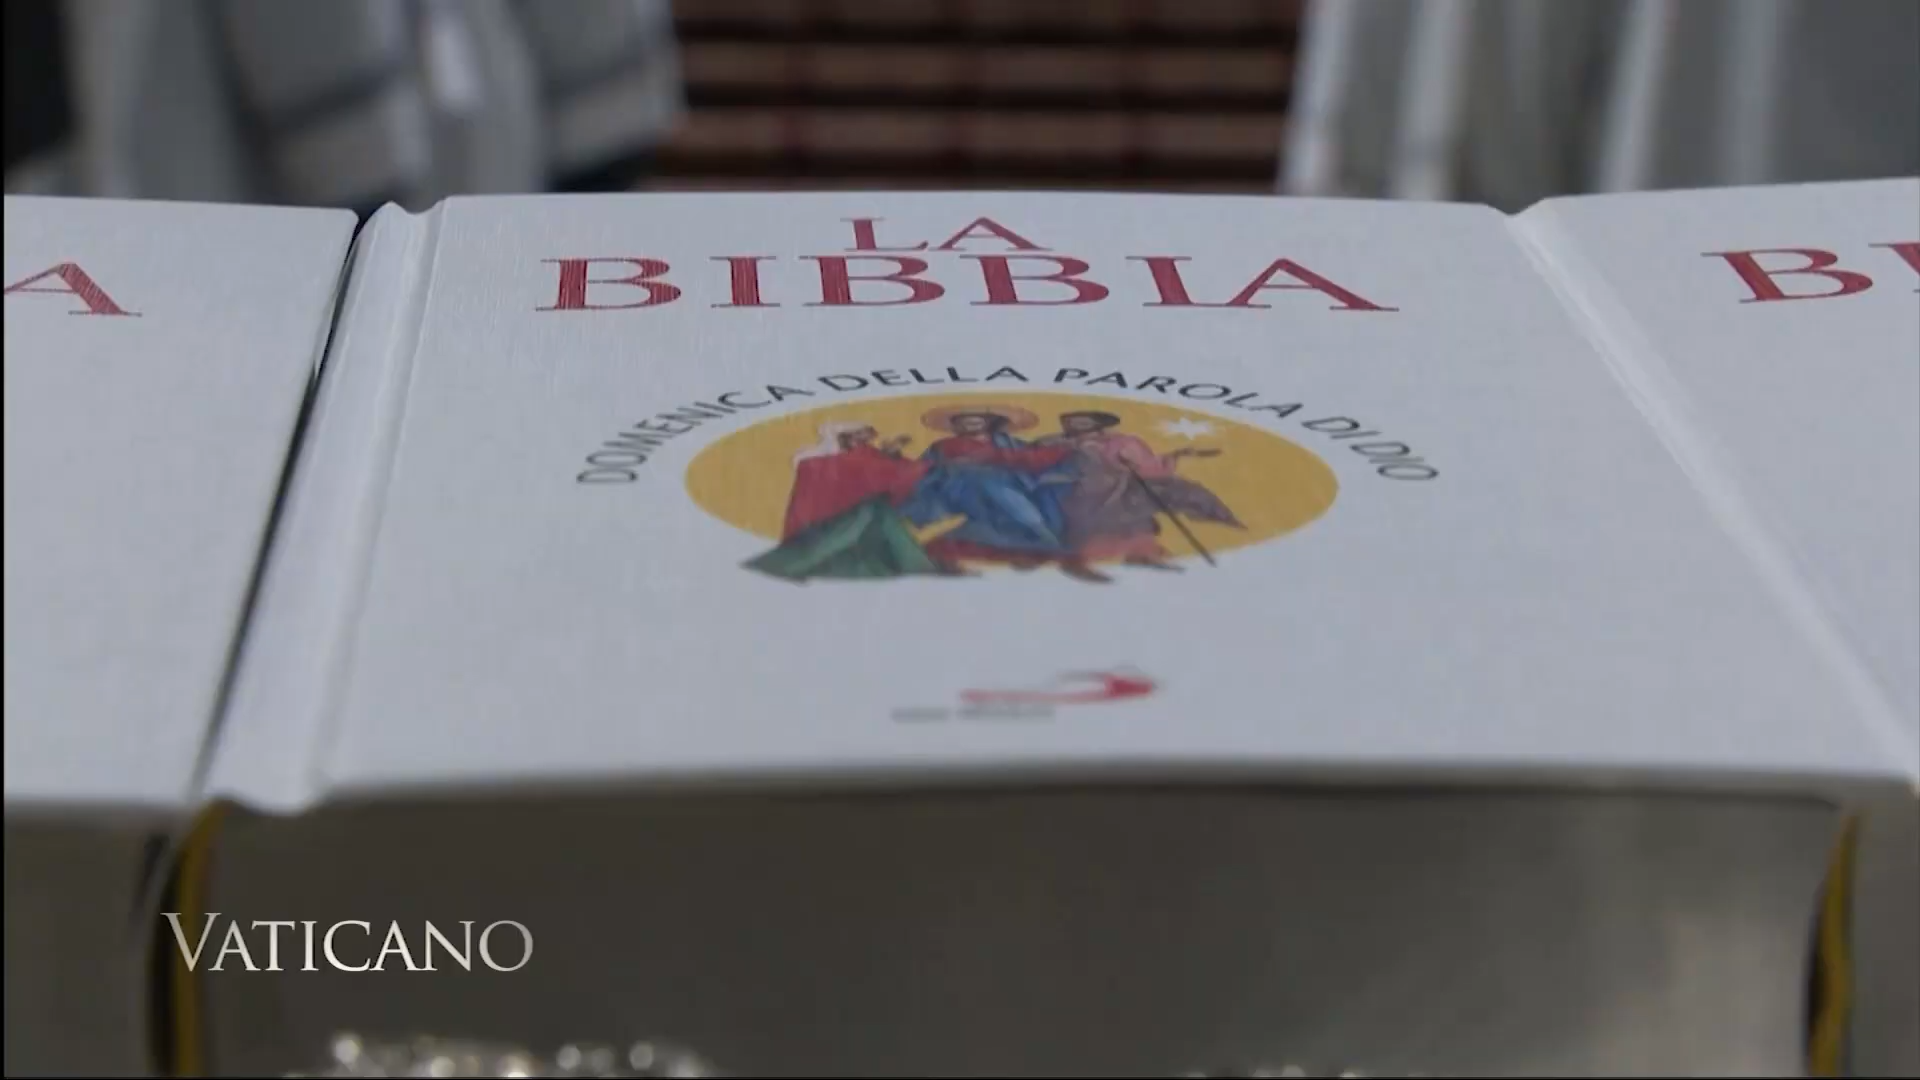 LA
BIBBIA
DOMENICA DELLA PAROLA DI DIO
A
BI
VATICANO